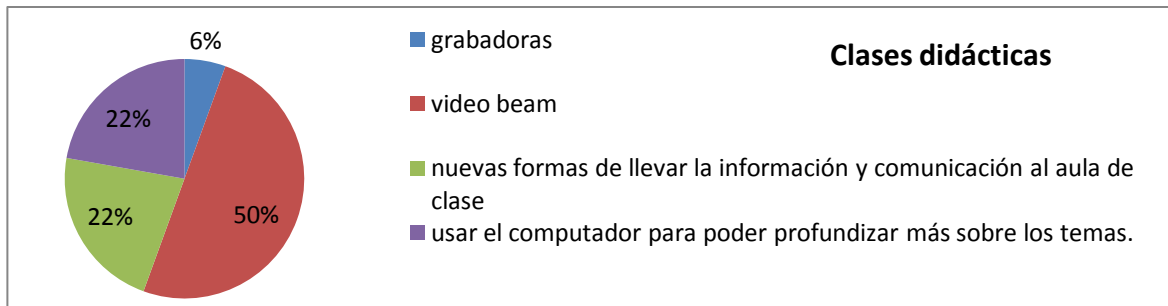 6%
22%
22%
50%
grabadoras
video beam
nuevas formas de llevar la información y comunicación al aula de
clase
usar el computador para poder profundizar más sobre los temas.
Clases didácticas